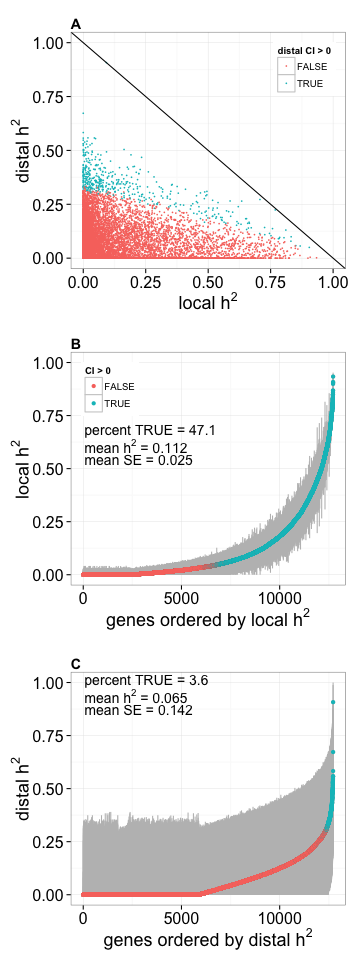 A
distal CI > 0
FALSE
TRUE
1.00
0.75
0.50
0.25
0.00
distal h²
0.00 0.25 0.50 0.75 1.00
local h²
B
CI > 0
FALSE
TRUE
percent TRUE = 47.1
mean h² = 0.112
mean SE = 0.025
1.00
0.75
0.50
0.25
0.00
local h²
0 5000 10000
genes ordered by local h²
C
percent TRUE = 3.6
mean h² = 0.065
mean SE = 0.142
1.00
0.75
0.50
0.25
0.00
distal h²
0 5000 10000
genes ordered by distal h²